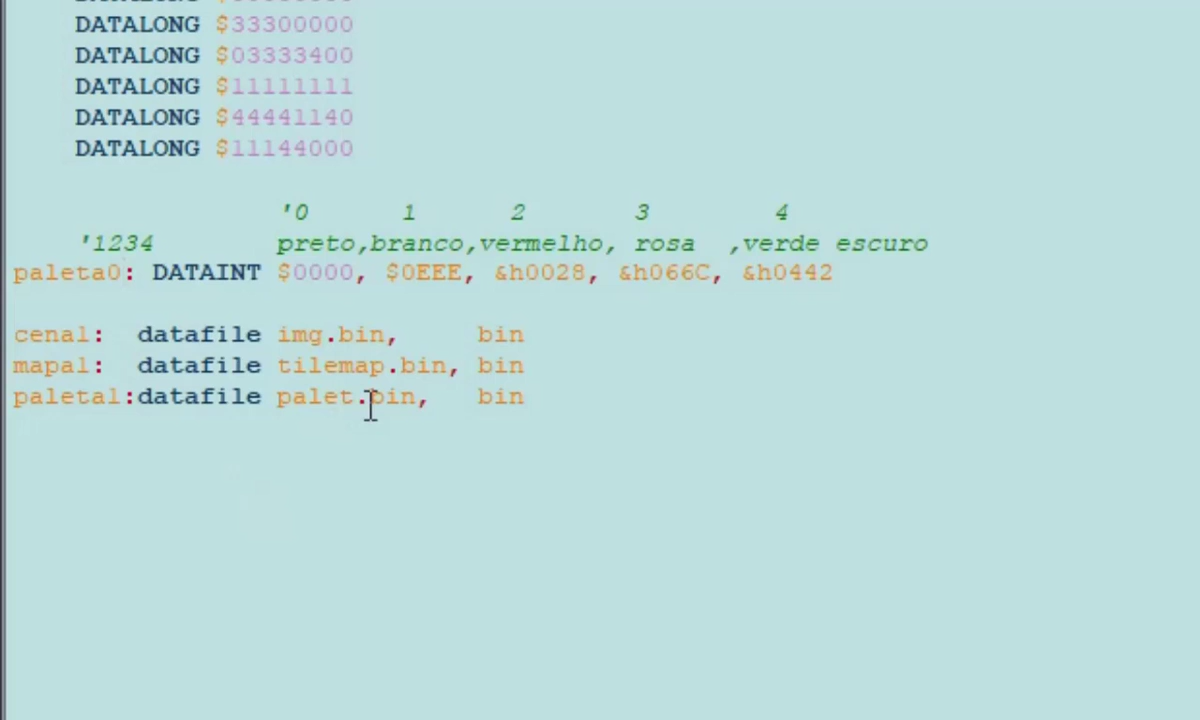 DATALONG $33300000
DATALONG $03333400
DATALONG $11111111
DATALONG $44441140
DATALONG $11144000
'0 1 2 3 4
'1234 preto,branco,vermelho, rosa ,verde escuro
paleta0: DATAINT $0000, $0EEE, &h0028, &h066C, &h0442
cenal: datafile img.bin, bin
mapal: datafile tilemap.bin, bin
paletal:datafile palet.bin, bin